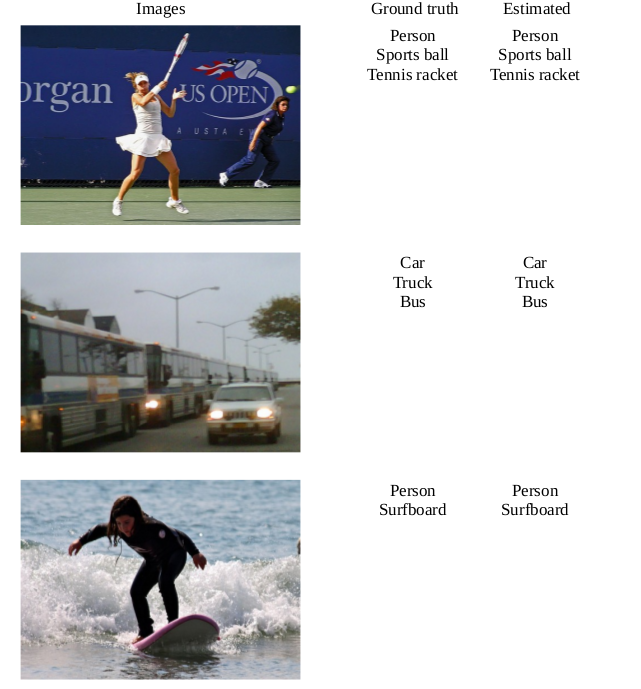 Images Ground truth Estimated
Person Person
Sports ball Sports ball
Tennis racket Tennis racket
organ US OPEN
A USTA E
Car Car
Truck Truck
Bus Bus
Person Person
Surfboard Surfboard